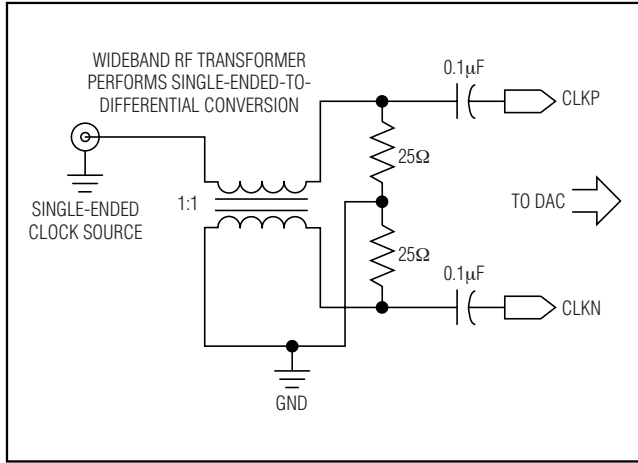 WIDEBAND RF TRANSFORMER
PERFORMS SINGLE-ENDED-TO-
DIFFERENTIAL CONVERSION
0.1μF
CLKP
25Ω
SINGLE-ENDED
CLOCK SOURCE
1:1
TO DAC
25Ω
0.1μF
CLKN
GND